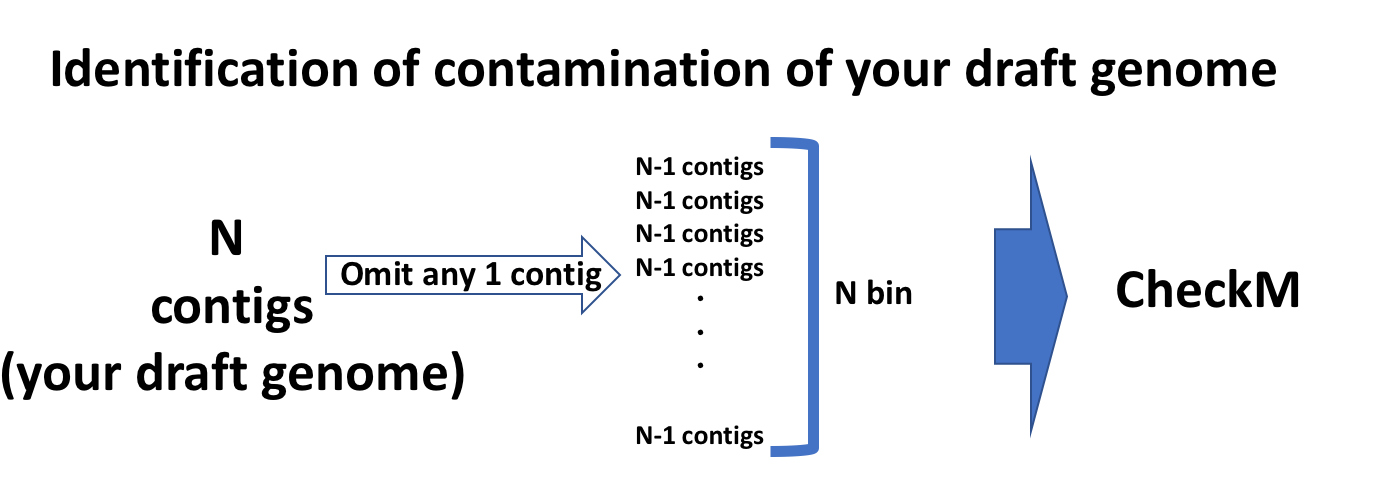 Identification of contamination of your draft genome
N
contigs
(your draft genome)
Omit any 1 contig
N-1 contigs
N-1 contigs
N-1 contigs
N-1 contigs
.
.
.
N-1 contigs
N bin
CheckM